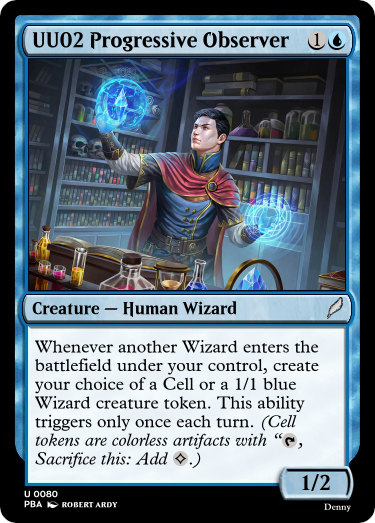 UU02 Progressive Observer 1
Creature — Human Wizard
Whenever another Wizard enters the
battlefield under your control, create
your choice of a Cell or a 1/1 blue
Wizard creature token. This ability
triggers only once each turn. (Cell
tokens are colorless artifacts with “,
Sacrifice this: Add .)
1/2
U 0080
PBA ROBERT ARDY
Denny